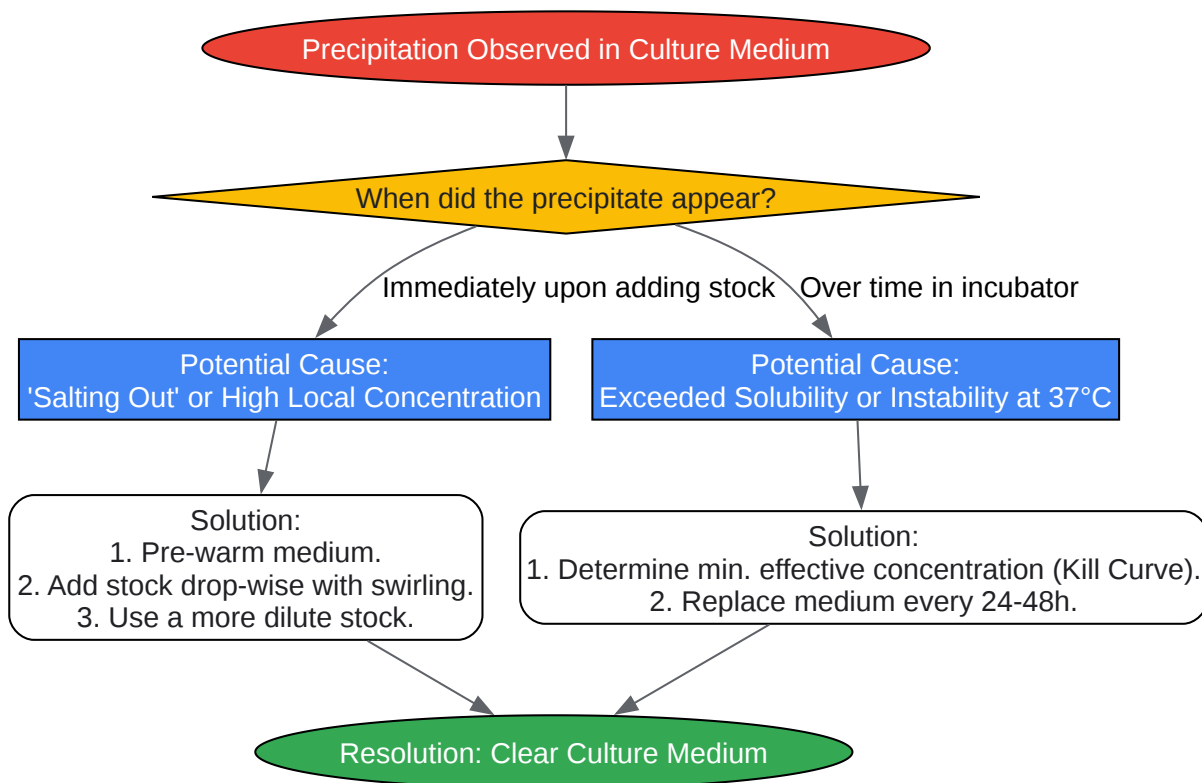 Precipitation Observed in Culture Medium
When did the precipitate appear?
Immediately upon adding stock
Over time in incubator
Potential Cause:
'Salting Out' or High Local Concentration
Potential Cause:
Exceeded Solubility or Instability at 37°C
Solution:
1. Pre-warm medium.
2. Add stock drop-wise with swirling.
3. Use a more dilute stock.
Solution:
1. Determine min. effective concentration (Kill Curve).
2. Replace medium every 24-48h.
Resolution: Clear Culture Medium